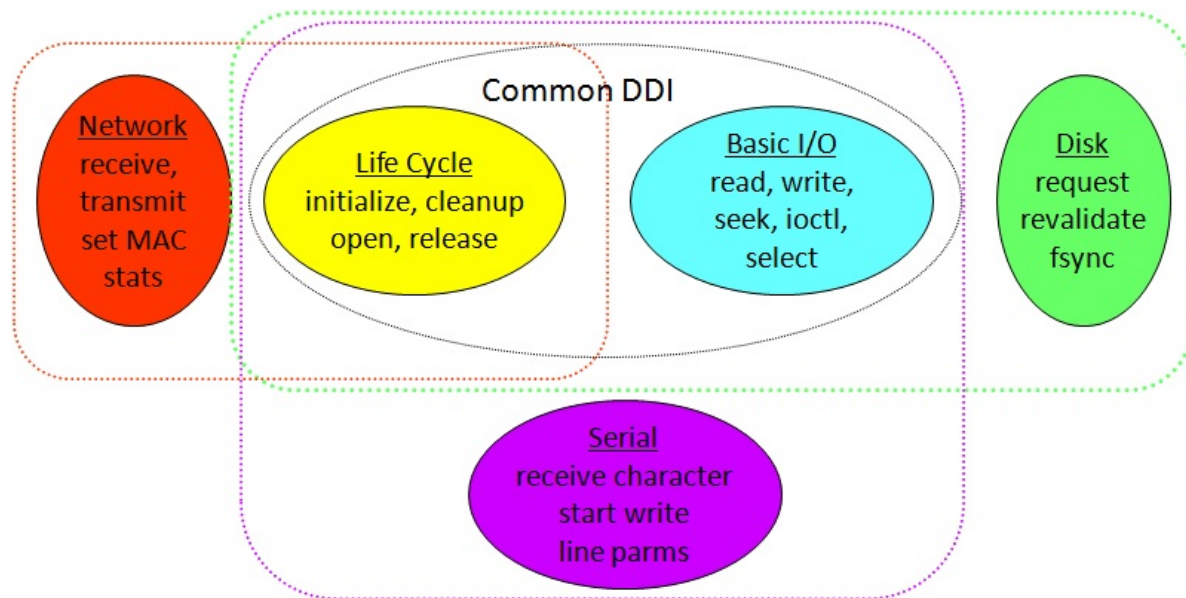 Common DDI
Network
receive,
transmit
set MAC
stats
Life Cycle
initialize, cleanup
open, release
Basic I/O
read, write,
seek, ioctl,
select
Disk
request
revalidate
fsync
Serial
receive character
start write
line parms